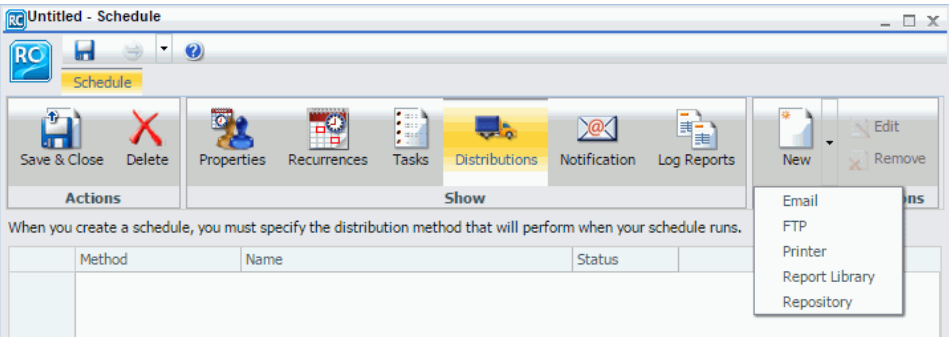 RC Untitled - Schedule
RC
Schedule
Save & Close
Delete
Properties
Recurrences
Tasks
Distributions
Notification
Log Reports
New
Edit
Remove
Actions
Show
ons
Email
FTP
Printer
Report Library
Repository
When you create a schedule, you must specify the distribution method that will perform when your schedule runs.
Method
Name
Status